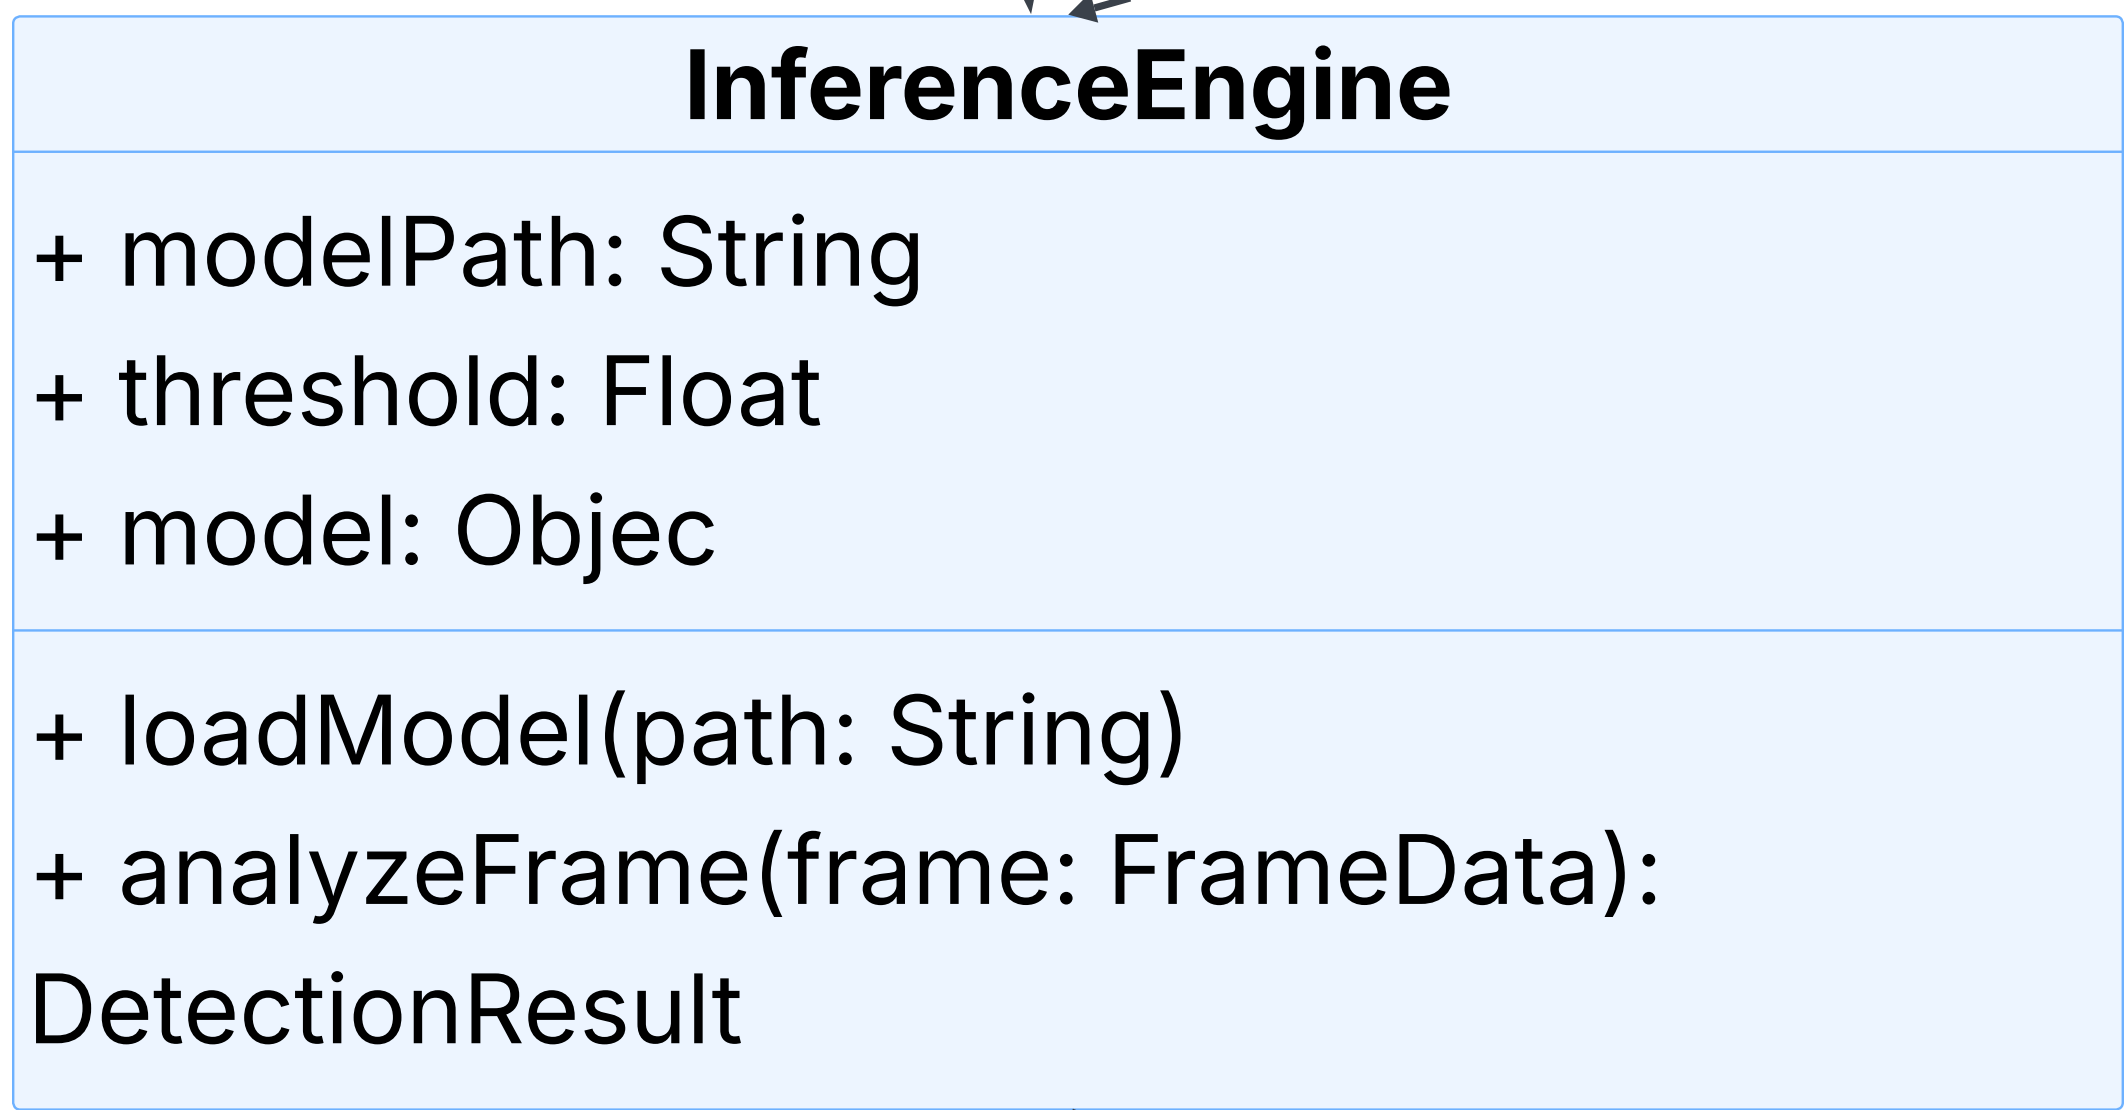 InferenceEngine
+ modelPath: String
+ threshold: Float
+ model: Objec
+ loadModel(path: String)
+ analyzeFrame(frame: FrameData):
DetectionResult